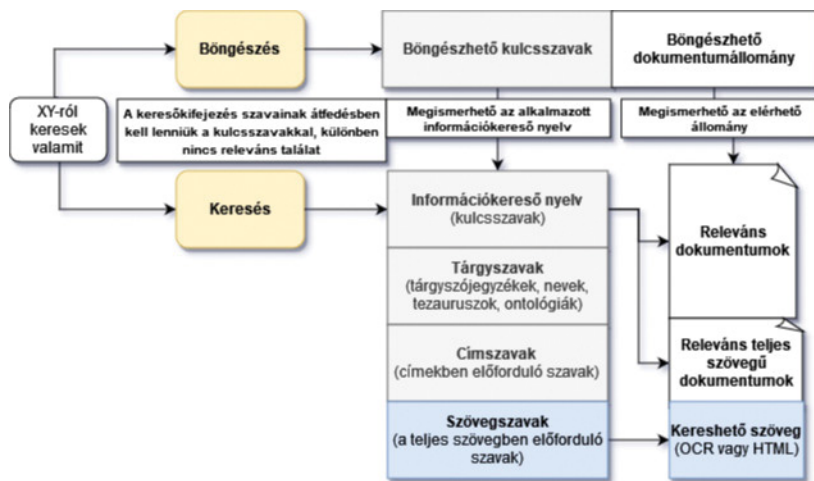 Böngészés
Böngészhető kulcsszavak
Böngészhető
dokumentumállomány
XY-ról
keresek
valamit
A keresőkifejezés szavainak átfedésben
kell lenniük a kulcsszavakkal, különben
nincs releváns találat
Megismerhető az alkalmazott
információkereső nyelv
Megismerhető az elérhető
állomány
Keresés
Információkereső nyelv
(kulcsszavak)
Tárgyszavak
(tárgyszójegyzékek, nevek,
tezauruszok, ontológiák)
Címszavak
(címekben előforduló szavak)
Szövegszavak
(a teljes szövegben előforduló
szavak)
Releváns
dokumentumok
Releváns teljes
szövegű
dokumentumok
Kereshető szöveg
(OCR vagy HTML)